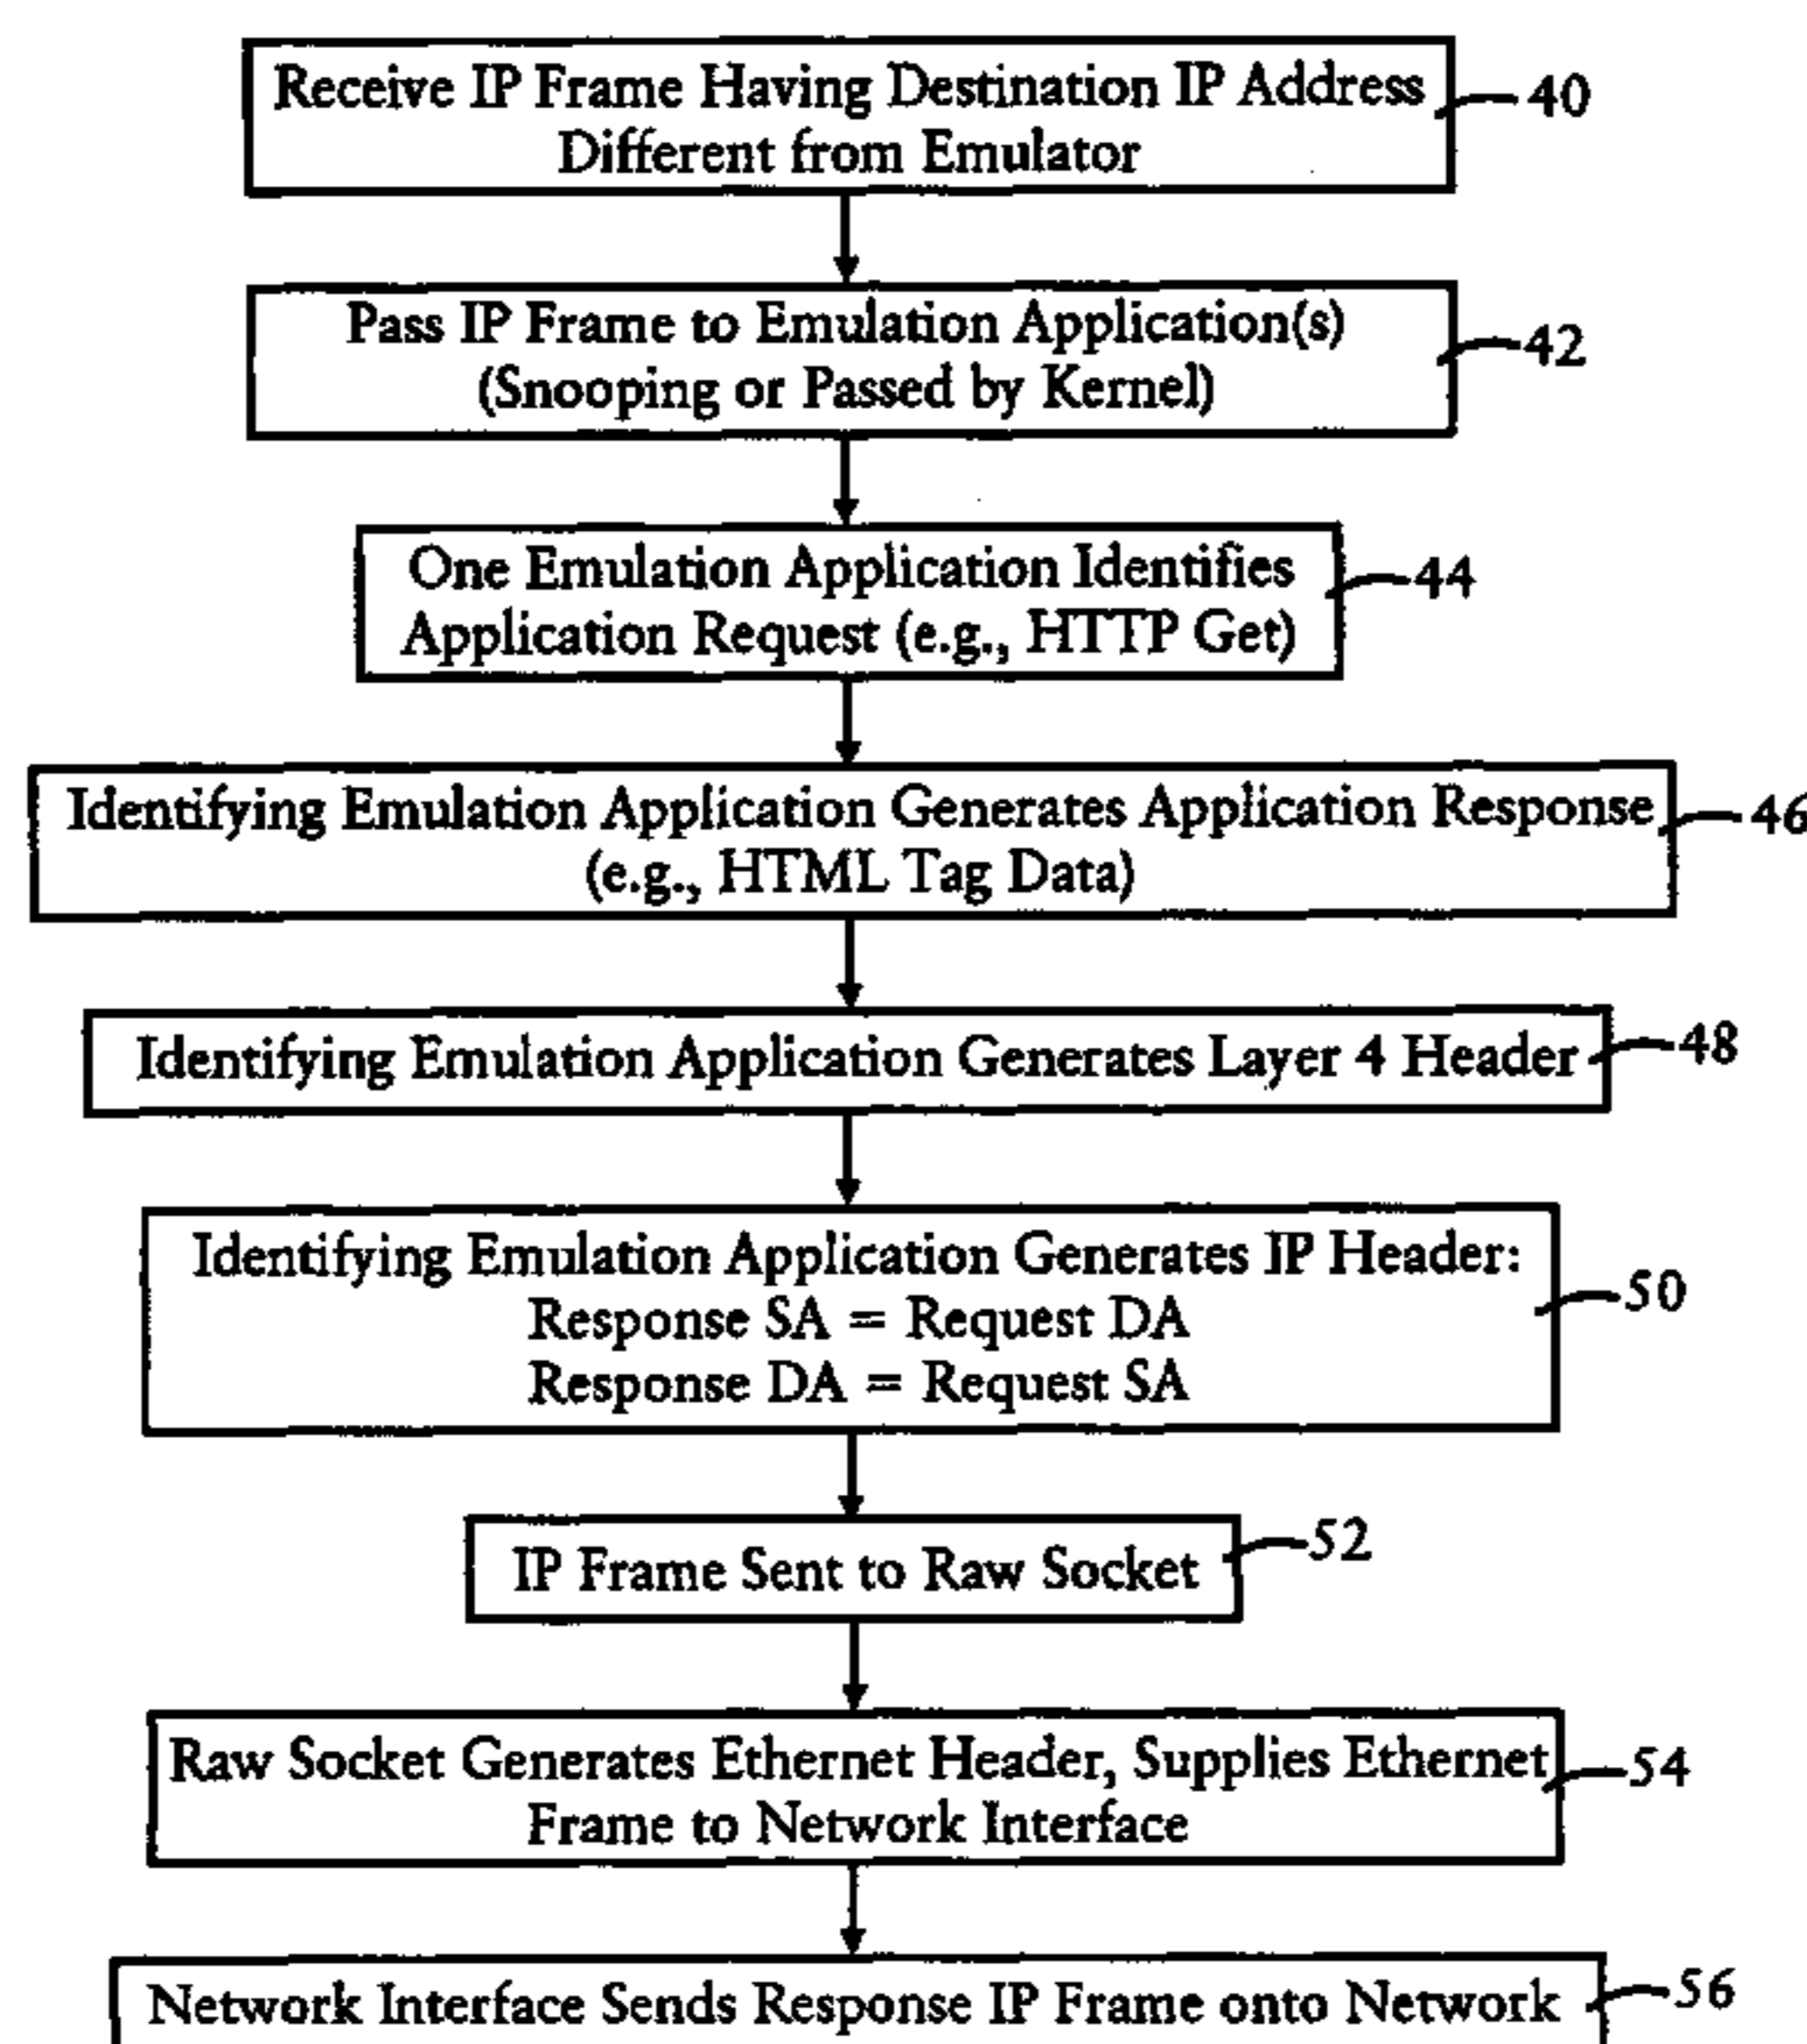 Receive IP Frame Having Destination IP Address
Different from Emulator
40
Pass IP Frame to Emulation Application(s)
(Snooping or Passed by Kernel)
42
One Emulation Application Identifies
Application Request (e.g., HTTP Get)
44
Identifying Emulation Application Generates Application Response
(e.g., HTML Tag Data)
46
Identifying Emulation Application Generates Layer 4 Header
48
Identifying Emulation Application Generates IP Header:
Response SA = Request DA
Response DA = Request SA
50
IP Frame Sent to Raw Socket
52
Raw Socket Generates Ethernet Header, Supplies Ethernet
Frame to Network Interface
54
Network Interface Sends Response IP Frame onto Network
56